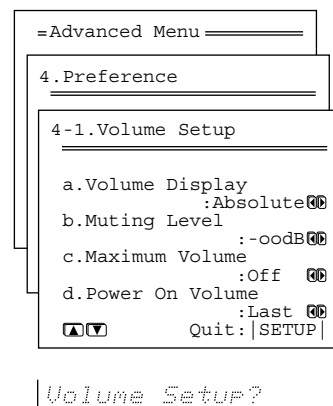 Advanced Menu
4.Preference
4-1.Volume Setup
a.Volume Display
:Absolute
b.Muting Level
:-oodB
c.Maximum Volume
:Off
d.Power On Volume
:Last
Quit:|SETUP|
Volume Setup?